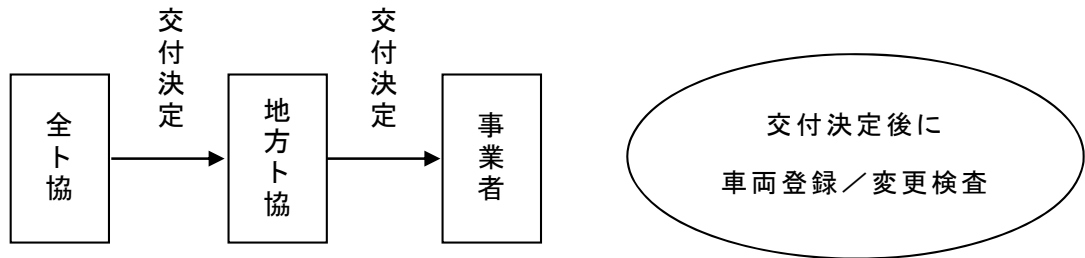 全ト協
交付決定
地方ト協
交付決定
事業者
交付決定後に
車両登録／変更検査